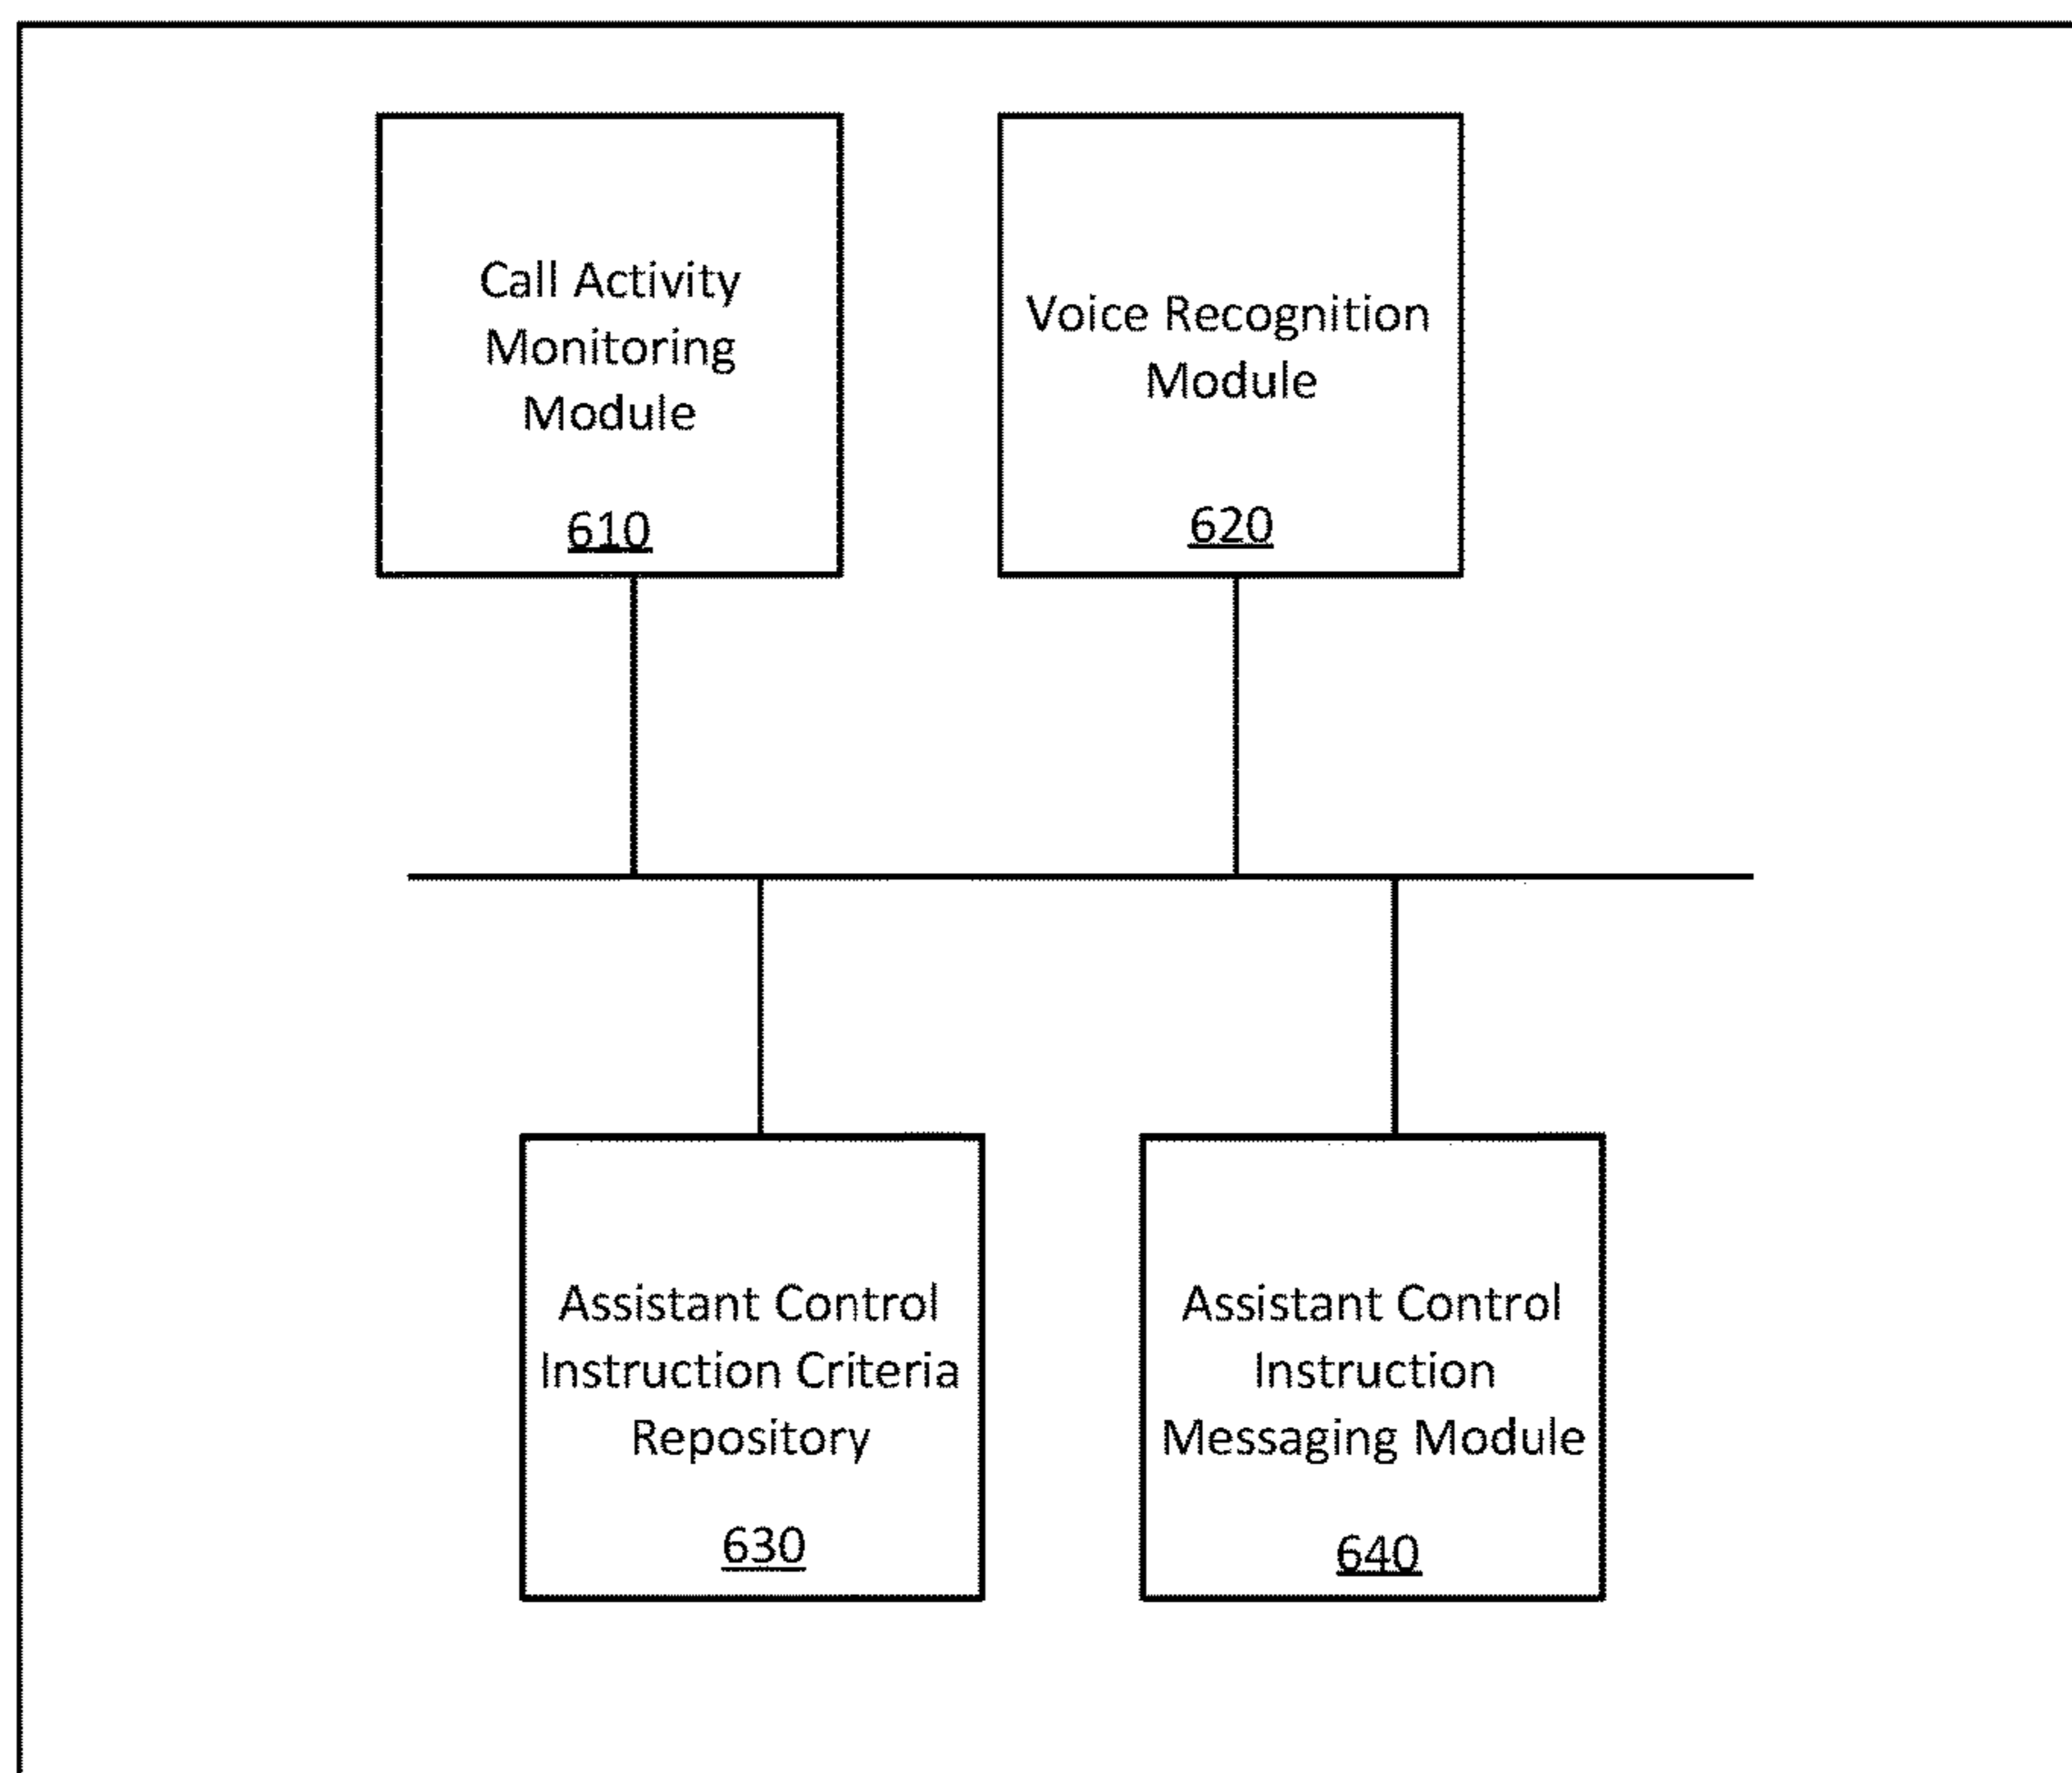 Call Activity
Monitoring
Module
610
Voice Recognition
Module
620
Assistant Control
Instruction Criteria
Repository
630
Assistant Control
Instruction
Messaging Module
640